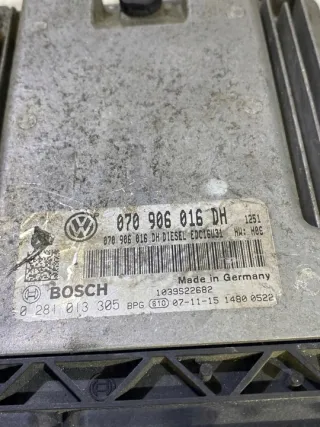 070 906 016 DH 1251
070 906 016 DH DIESEL EDC16U31 HW: H06
Made in Germany
BOSCH 1039S22682
0 281 013 305 BPG 610 07-11-15 1480 0522